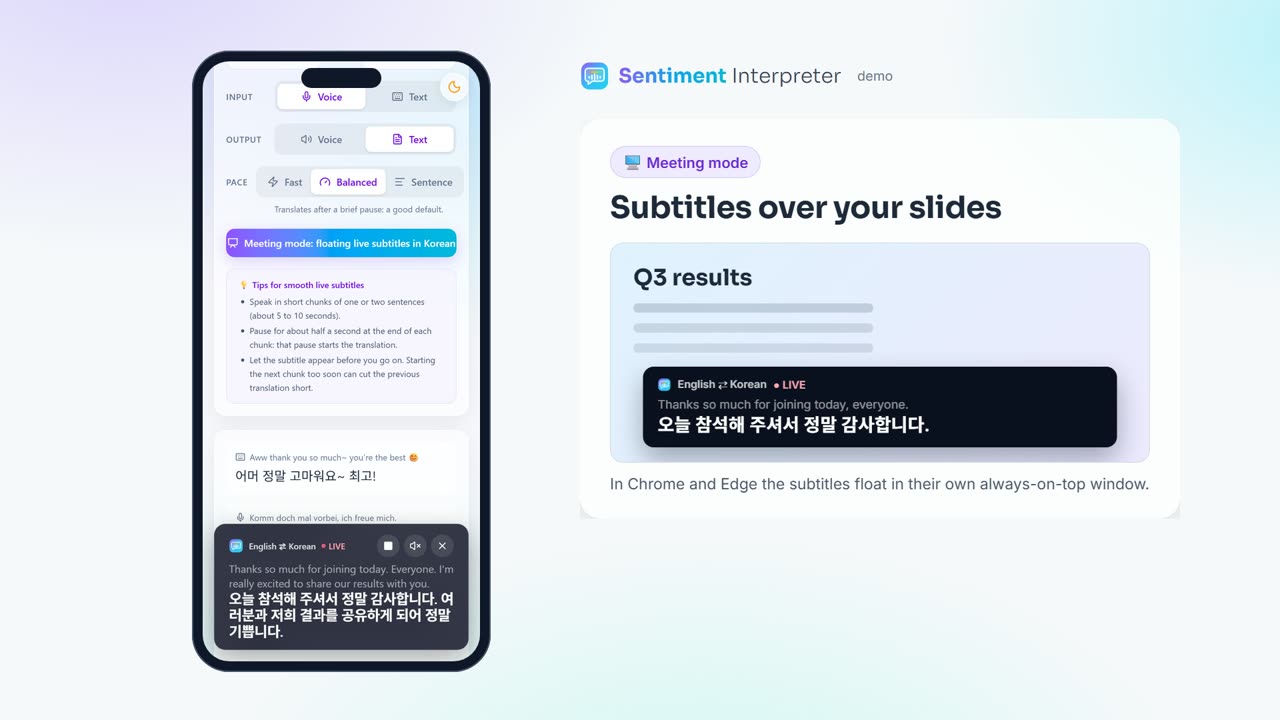 INPUT
Voice
Text
OUTPUT
Voice
Text
PACE
Fast
Balanced
Sentence
Translates after a brief pause: a good default.
Meeting mode: floating live subtitles in Korean
💡 Tips for smooth live subtitles
• Speak in short chunks of one or two sentences
(about 5 to 10 seconds).
• Pause for about half a second at the end of each
chunk: that pause starts the translation.
• Let the subtitle appear before you go on. Starting
the next chunk too soon can cut the previous
translation short.
Aww thank you so much~ you're the best 😊
어머 정말 고마워요~ 최고!
Komm doch mal vorbei, ich freue mich.
English ⇄ Korean
LIVE
Thanks so much for joining today. Everyone. I'm
really excited to share our results with you.
오늘 참석해 주셔서 정말 감사합니다. 여
러분과 저희 결과를 공유하게 되어 정말
기쁩니다.
Sentiment Interpreter demo
Meeting mode
Subtitles over your slides
Q3 results
English ⇄ Korean ● LIVE
Thanks so much for joining today, everyone.
오늘 참석해 주셔서 정말 감사합니다.
In Chrome and Edge the subtitles float in their own always-on-top window.